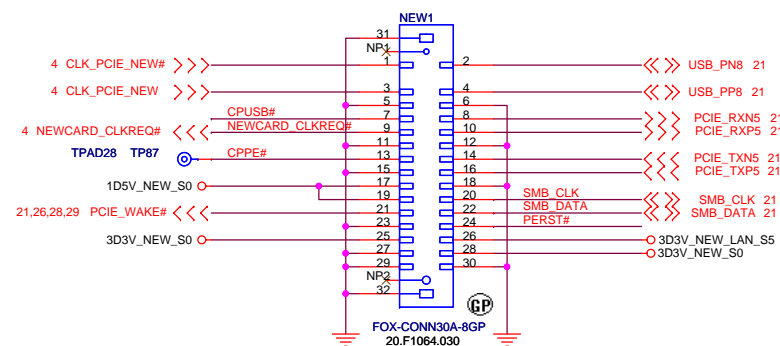 NEW1
31
NP1
4 CLK_PCIE_NEW# 1 2 USB_PN8 21
4 CLK_PCIE_NEW 3 4 USB_PP8 21
5 6
CPUSB# 7 8 PCIE_RXN5 21
4 NEWCARD_CLKREQ# NEWCARD_CLKREQ# 9 10 PCIE_RXP5 21
11 12
TPAD28 TP87 CPPE# 13 14 PCIE_TXN5 21
15 16 PCIE_TXP5 21
1D5V_NEW_S0 17 18
19 20 SMB_CLK SMB_CLK 21
21,26,28,29 PCIE_WAKE# 21 22 SMB_DATA SMB_DATA 21
23 24 PERST#
3D3V_NEW_S0 25 26 3D3V_NEW_LAN_S5
27 28 3D3V_NEW_S0
29 30
NP2
32
GP
FOX-CONN30A-8GP
20.F1064.030